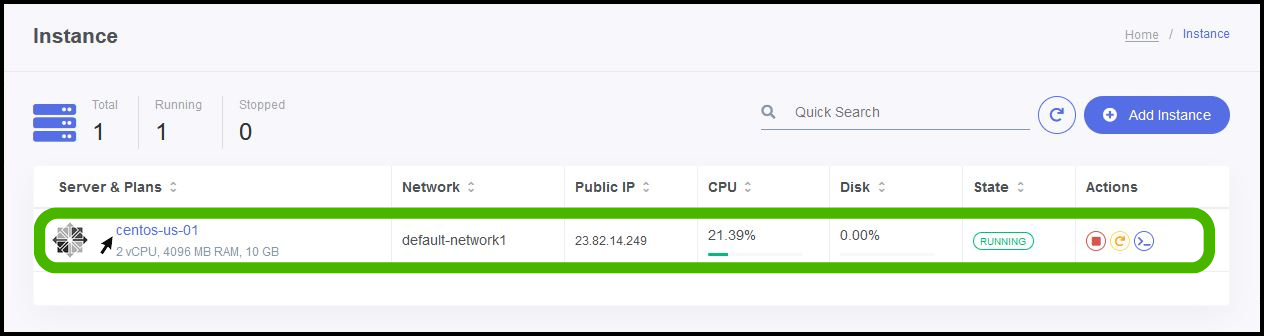 Instance
Home / Instance
Total Running Stopped
1 1 0
Quick Search
Add Instance
Server & Plans Network Public IP CPU Disk State Actions
centos-us-01
2 vCPU, 4096 MB RAM, 10 GB
default-network1
23.82.14.249
21.39%
0.00%
RUNNING